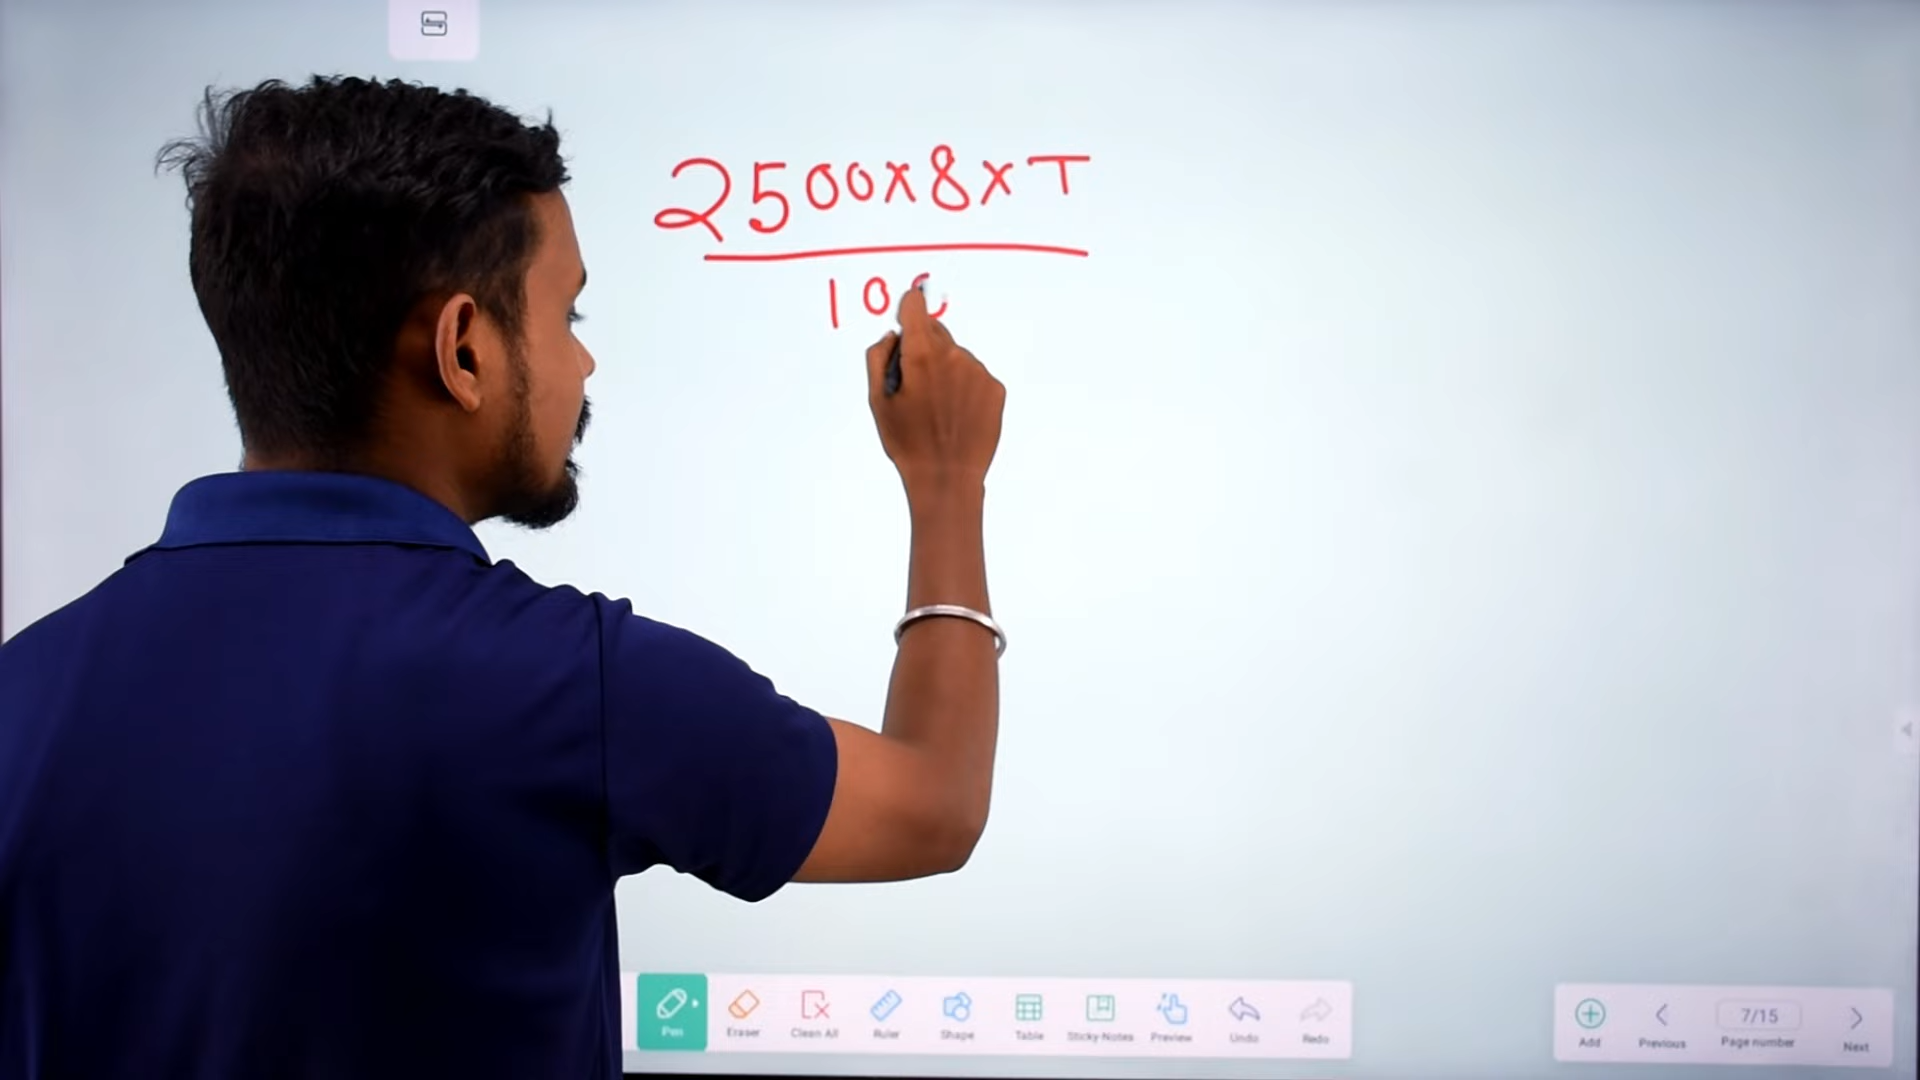 2500x8xT
100
Pen
Eraser
Clean All
Ruler
Shape
Table
Sticky-Notes
Preview
Undo
Redo
Add
Previous
7/15
Page number
Next